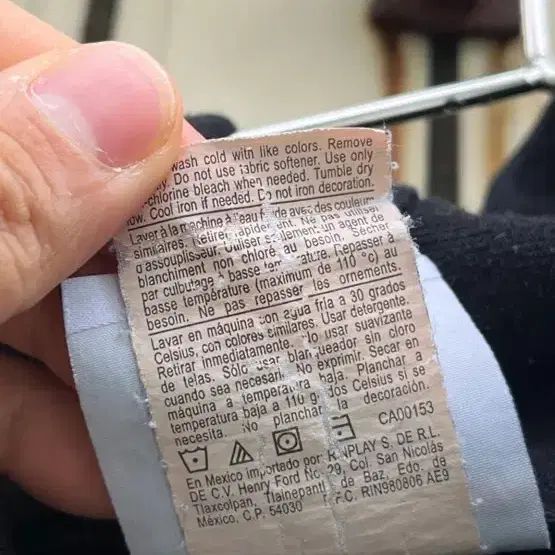 wash cold with like colors. Remove
Do not use fabric softener. Use only
-chlorine bleach when needed. Tumble dry
low. Cool iron if needed. Do not iron decoration.
Laver à la machine à l'eau avec des couleurs
similaires. Retirer rapidement. Ne pas utiliser
d'assouplisseur. Utiliser seulement un agent de
blanchiment non chloré au besoin. Sécher
par culbutage à basse température. Repasser à
basse température (maximum de 110 °C) au
besoin. Ne pas repasser les ornements.
Lavar en máquina con agua fría a 30 grados
Celsius, con colores similares. Usar detergente.
Retirar inmediatamente. No usar suavizante
de telas. Sólo usar blanqueador sin cloro
cuando sea necesario. No exprimir. Secar en
máquina a temperatura baja. Planchar a
temperatura baja a 110 grados Celsius si se
necesita. No planchar la decoración.
CA00153
En Mexico importado por RINPLAY S. DE R.L.
DE C.V. Henry Ford No. 29, Col. San Nicolás
Tlaxcolpan, Tlalnepantla de Baz, Edo. de
México, C.P. 54030 R.F.C. RIN980806 AE9